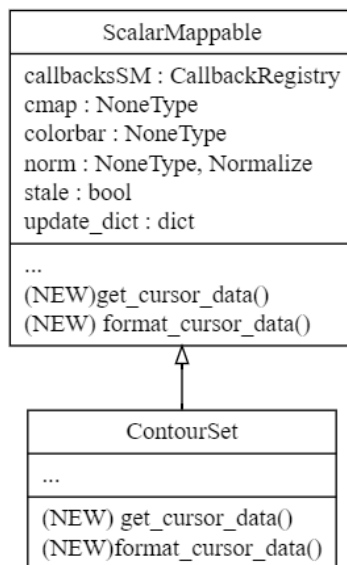 ScalarMappable
callbacksSM : CallbackRegistry
cmap : NoneType
colorbar : NoneType
norm : NoneType, Normalize
stale : bool
update_dict : dict
...
(NEW)get_cursor_data()
(NEW) format_cursor_data()
ContourSet
...
(NEW) get_cursor_data()
(NEW)format_cursor_data()